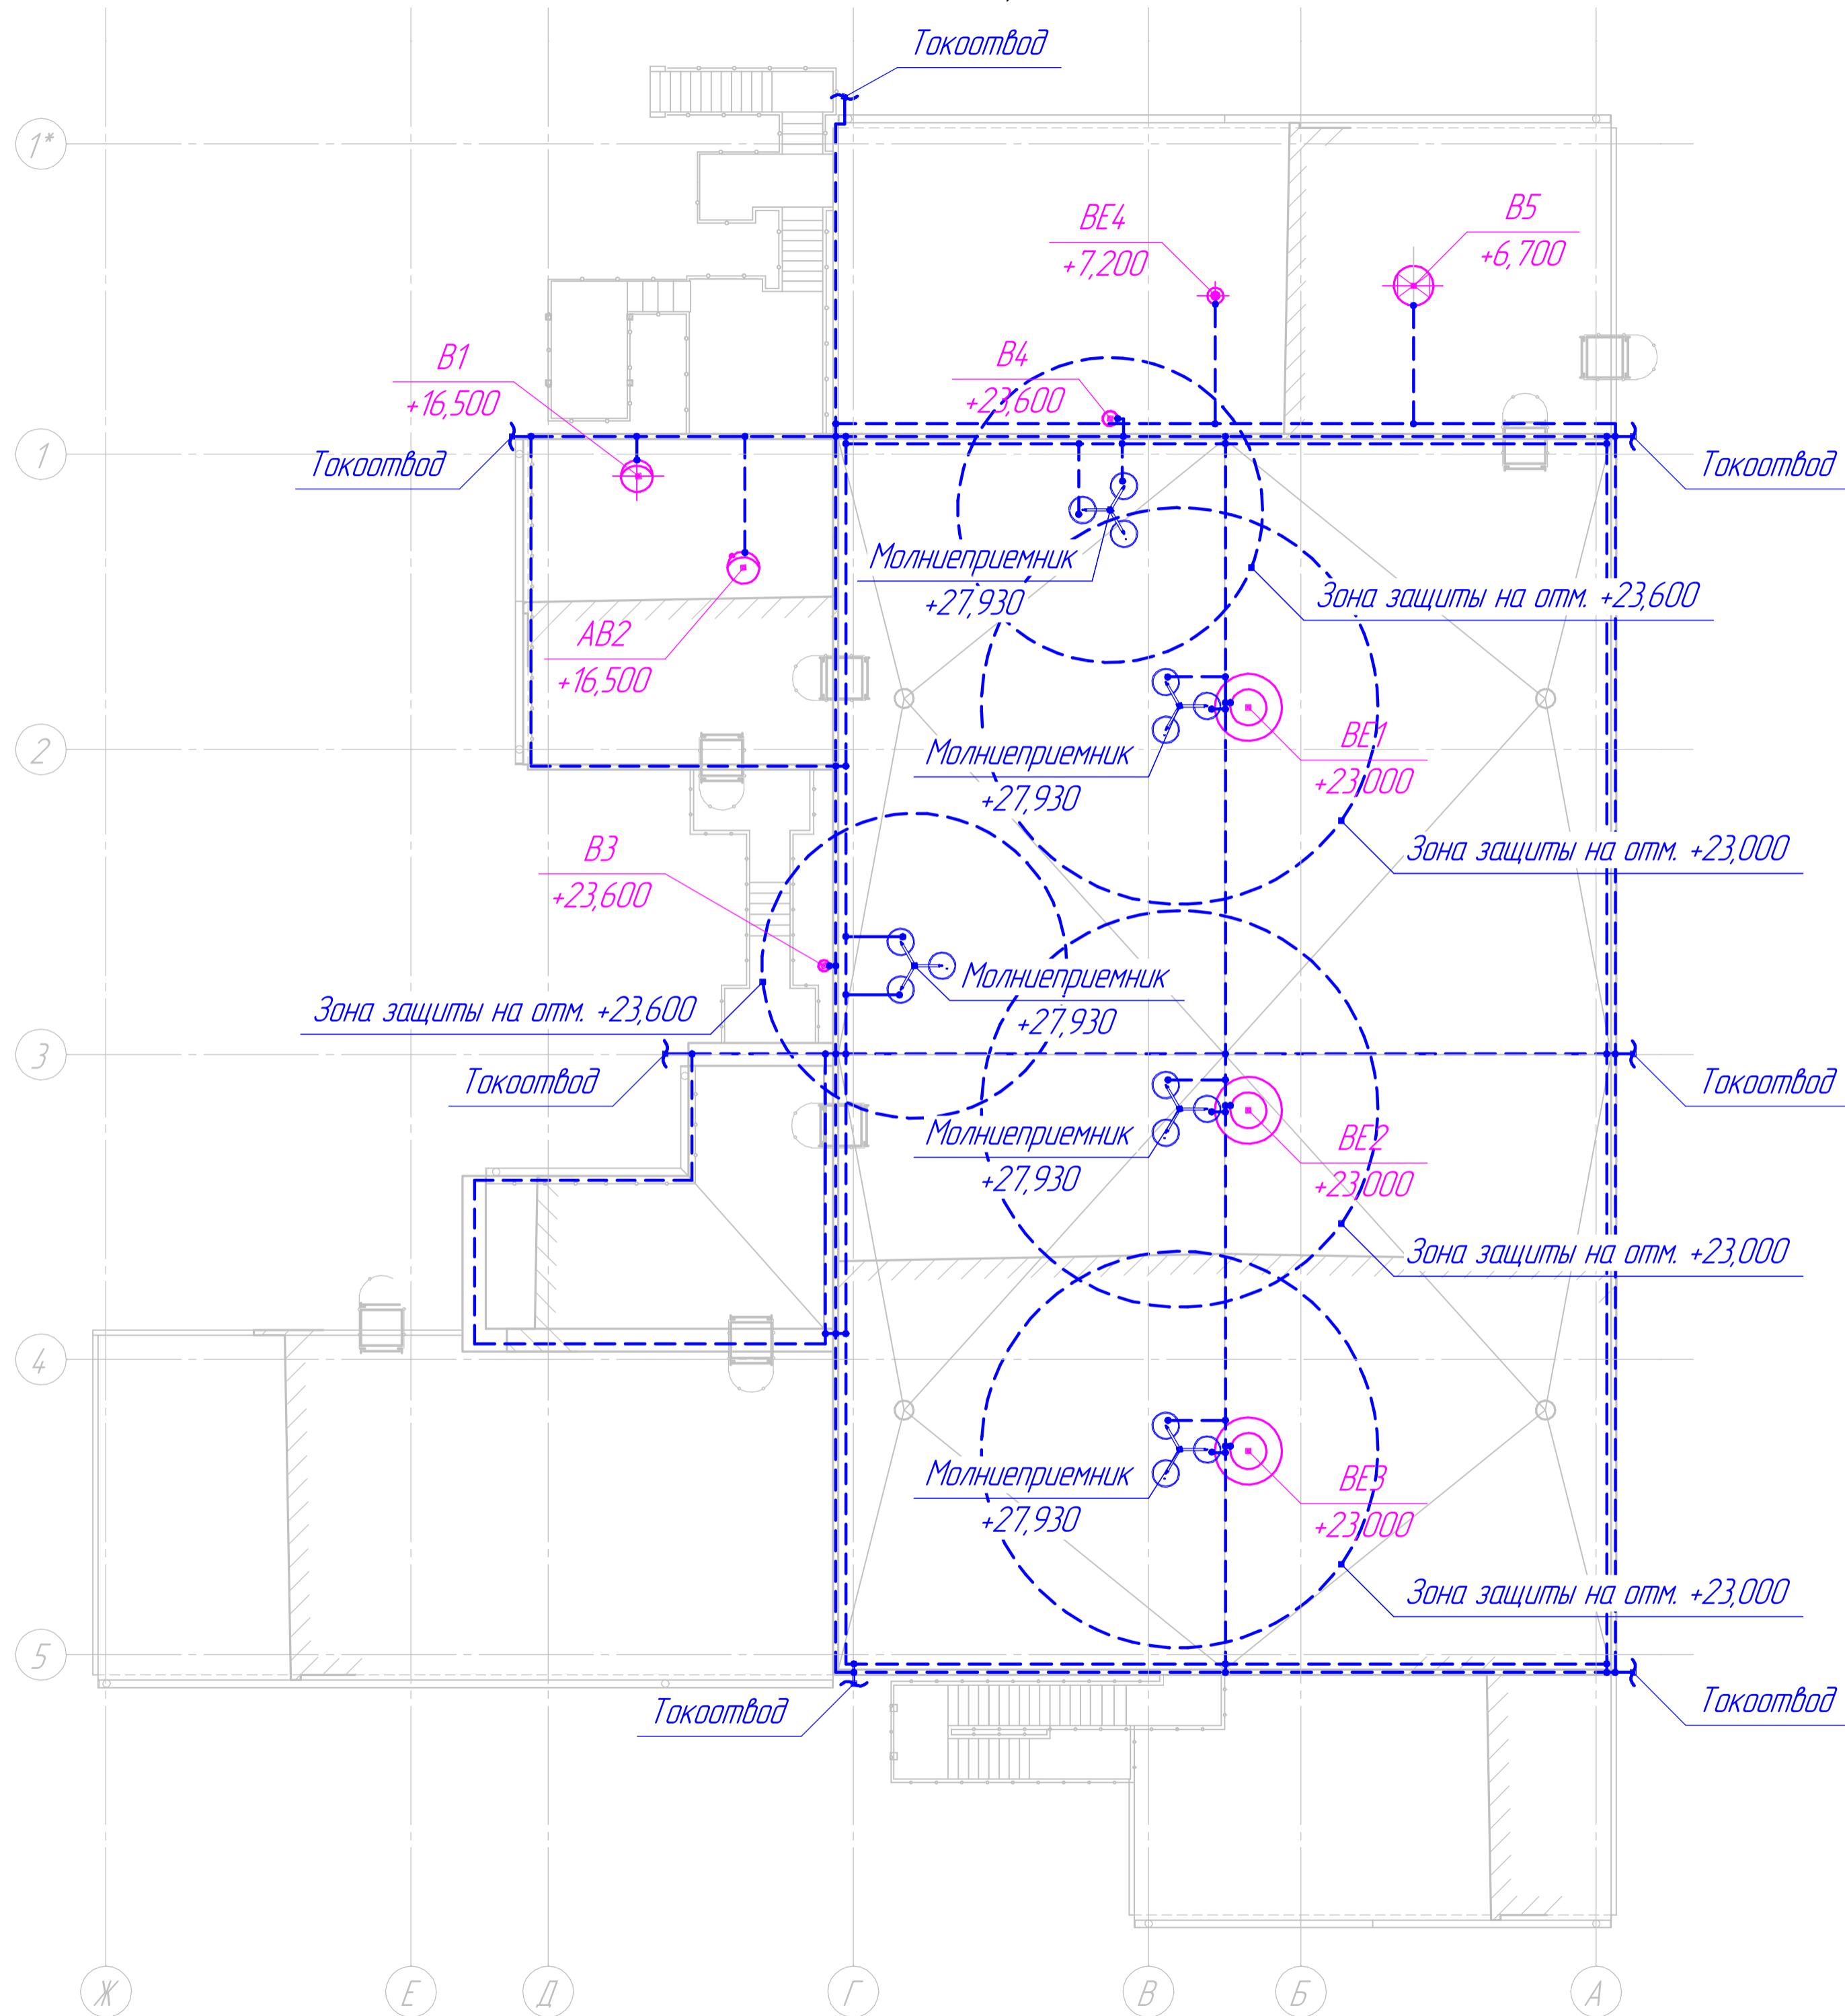 Токоотвод
1*
ВЕ4
+7,200
В5
+6,700
В1
+16,500
В4
+23,600
1
Токоотвод
Токоотвод
Молниеприемник
+27,930
Зона защиты на отм. +23,600
АВ2
+16,500
2
Молниеприемник
+27,930
ВЕ1
+23,000
В3
+23,600
Зона защиты на отм. +23,000
Молниеприемник
+27,930
Зона защиты на отм. +23,600
3
Токоотвод
Токоотвод
Молниеприемник
+27,930
ВЕ2
+23,000
Зона защиты на отм. +23,000
4
Молниеприемник
+27,930
ВЕ3
+23,000
Зона защиты на отм. +23,000
5
Токоотвод
Токоотвод
Ж
Е
Д
Г
В
Б
А